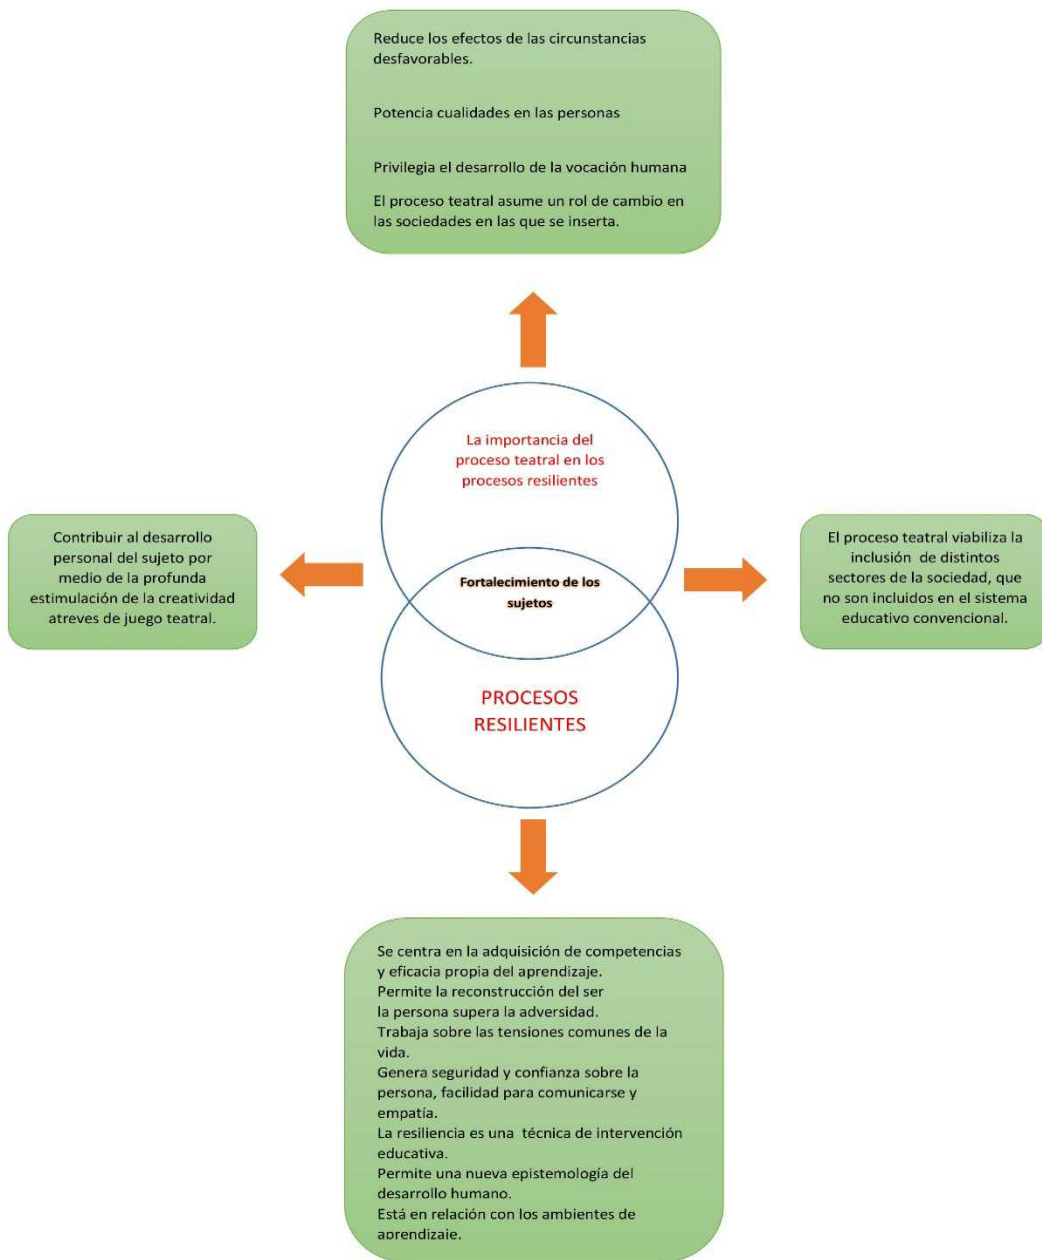 Reduce los efectos de las circunstancias
desfavorables.
Potencia cualidades en las personas
Privilegia el desarrollo de la vocación humana
El proceso teatral asume un rol de cambio en
las sociedades en las que se inserta.
La importancia del
proceso teatral en los
procesos resilientes
Contribuir al desarrollo
personal del sujeto por
medio de la profunda
estimulación de la creatividad
atreves de juego teatral.
Fortalecimiento de los
sujetos
El proceso teatral viabiliza la
inclusión de distintos
sectores de la sociedad, que
no son incluidos en el sistema
educativo convencional.
PROCESOS
RESILIENTES
Se centra en la adquisición de competencias
y eficacia propia del aprendizaje.
Permite la reconstrucción del ser
la persona supera la adversidad.
Trabaja sobre las tensiones comunes de la
vida.
Genera seguridad y confianza sobre la
persona, facilidad para comunicarse y
empatía.
La resiliencia es una técnica de intervención
educativa.
Permite una nueva epistemología del
desarrollo humano.
Está en relación con los ambientes de
aprendizaje.